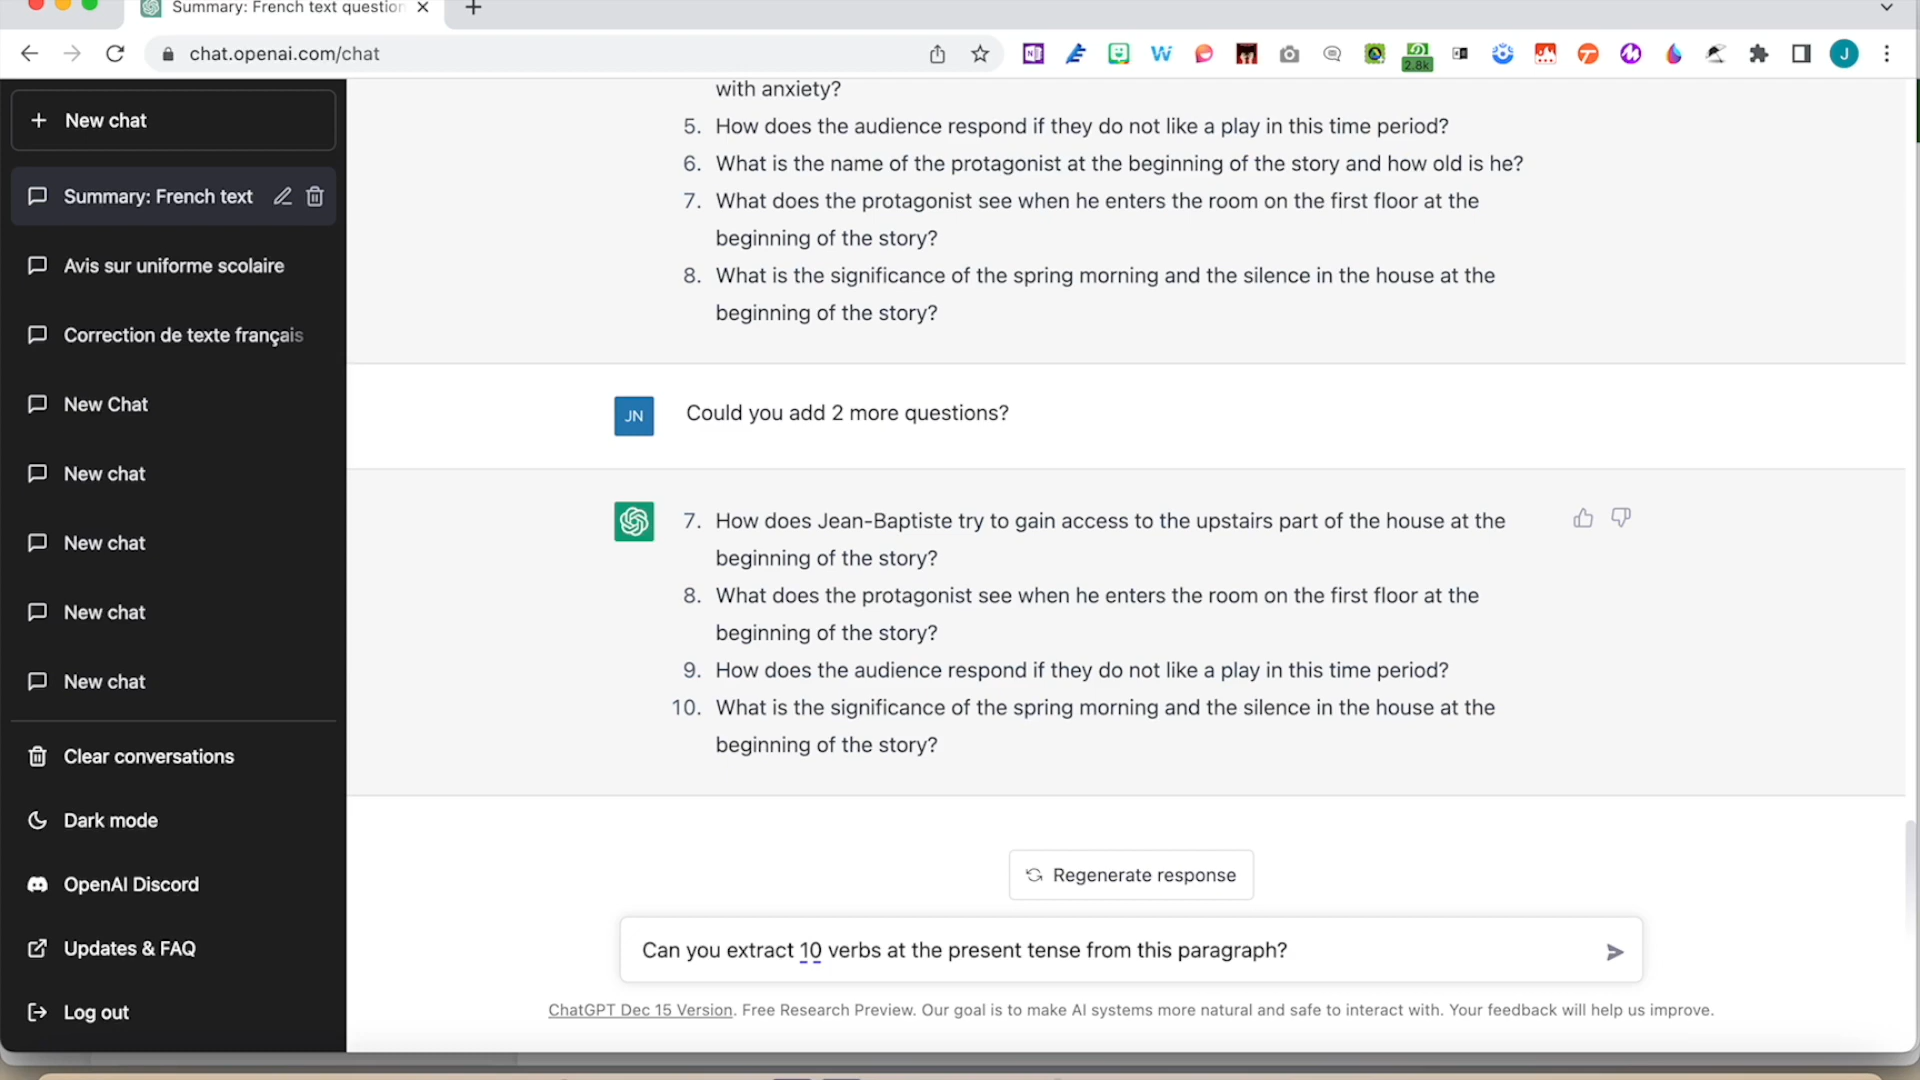 Summary: French text question
chat.openai.com/chat
2.8k
J
New chat
Summary: French text
Avis sur uniforme scolaire
Correction de texte français
New Chat
New chat
New chat
New chat
New chat
Clear conversations
Dark mode
OpenAI Discord
Updates & FAQ
Log out
with anxiety?
5. How does the audience respond if they do not like a play in this time period?
6. What is the name of the protagonist at the beginning of the story and how old is he?
7. What does the protagonist see when he enters the room on the first floor at the
beginning of the story?
8. What is the significance of the spring morning and the silence in the house at the
beginning of the story?
JN
Could you add 2 more questions?
7. How does Jean-Baptiste try to gain access to the upstairs part of the house at the
beginning of the story?
8. What does the protagonist see when he enters the room on the first floor at the
beginning of the story?
9. How does the audience respond if they do not like a play in this time period?
10. What is the significance of the spring morning and the silence in the house at the
beginning of the story?
Regenerate response
Can you extract 10 verbs at the present tense from this paragraph?
ChatGPT Dec 15 Version. Free Research Preview. Our goal is to make AI systems more natural and safe to interact with. Your feedback will help us improve.